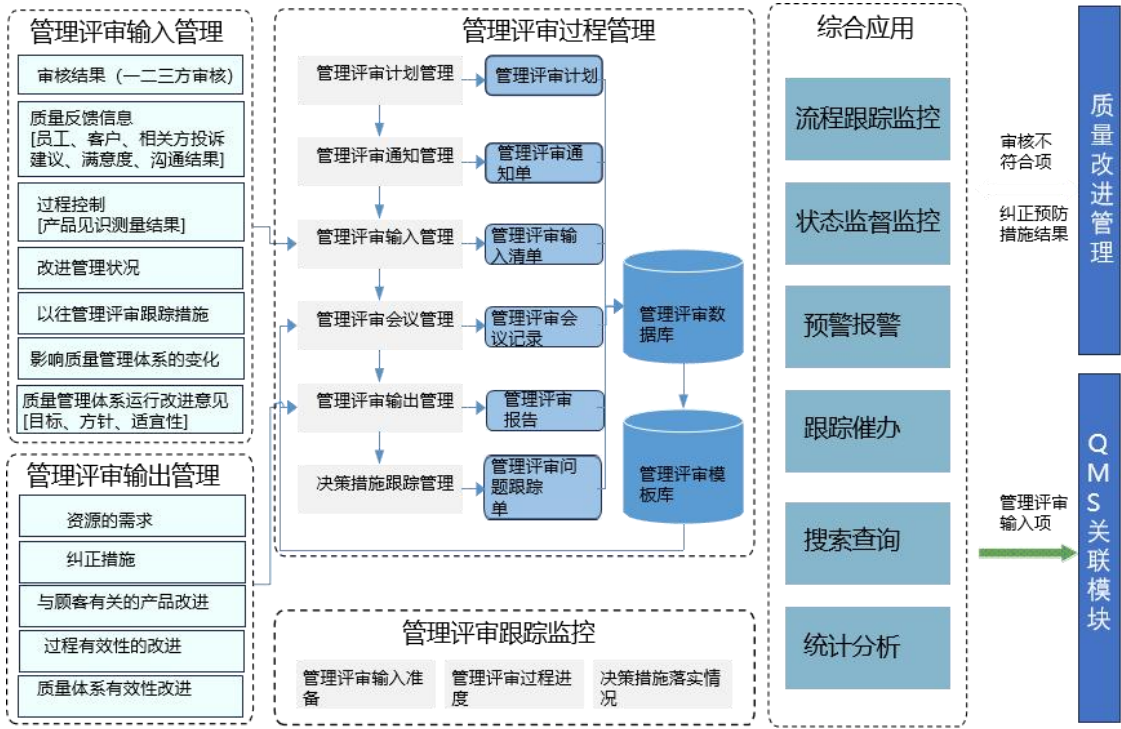 管理评审输入管理
审核结果（一二三方审核）
质量反馈信息
[员工、客户、相关方投诉
建议、满意度、沟通结果]
过程控制
[产品见识测量结果]
改进管理状况
以往管理评审跟踪措施
影响质量管理体系的变化
质量管理体系运行改进意见
[目标、方针、适宜性]
管理评审输出管理
资源的需求
纠正措施
与顾客有关的产品改进
过程有效性的改进
质量体系有效性改进
管理评审过程管理
管理评审计划管理
管理评审计划
管理评审通知管理
管理评审通
知单
管理评审输入管理
管理评审输
入清单
管理评审会议管理
管理评审会
议记录
管理评审输出管理
管理评审
报告
决策措施跟踪管理
管理评审问
题跟踪
单
管理评审数
据库
管理评审模
板库
管理评审跟踪监控
管理评审输入准
备
管理评审过程进
度
决策措施落实情
况
综合应用
流程跟踪监控
状态监督监控
预警报警
跟踪催办
搜索查询
统计分析
审核不
符合项
纠正预防
措施结果
管理评审
输入项
质量改进管理
QMS关联模块